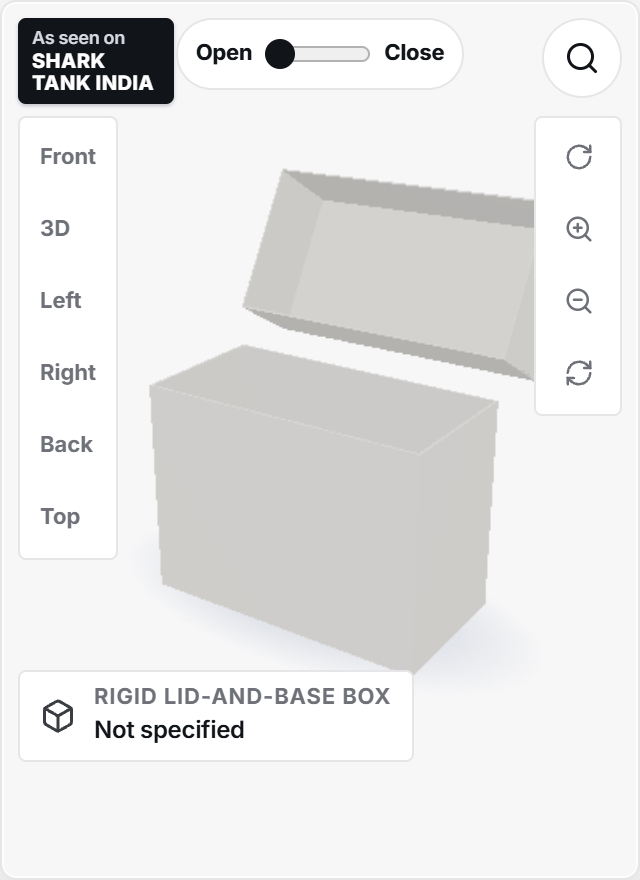 As seen on
SHARK
TANK INDIA
Open
Close
Front
3D
Left
Right
Back
Top
RIGID LID-AND-BASE BOX
Not specified